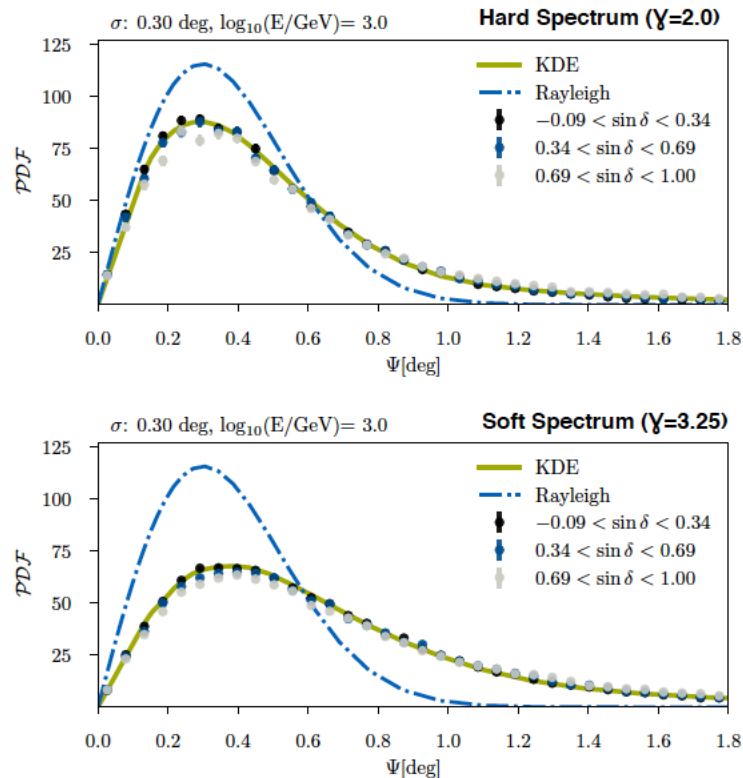 σ: 0.30 deg, log₁₀(E/GeV)= 3.0 Hard Spectrum (Ɣ=2.0)
125
100
75
50
25
PDF
KDE
Rayleigh
−0.09 < sin δ < 0.34
0.34 < sin δ < 0.69
0.69 < sin δ < 1.00
0.0 0.2 0.4 0.6 0.8 1.0 1.2 1.4 1.6 1.8
Ψ[deg]
σ: 0.30 deg, log₁₀(E/GeV)= 3.0 Soft Spectrum (Ɣ=3.25)
125
100
75
50
25
PDF
KDE
Rayleigh
−0.09 < sin δ < 0.34
0.34 < sin δ < 0.69
0.69 < sin δ < 1.00
0.0 0.2 0.4 0.6 0.8 1.0 1.2 1.4 1.6 1.8
Ψ[deg]